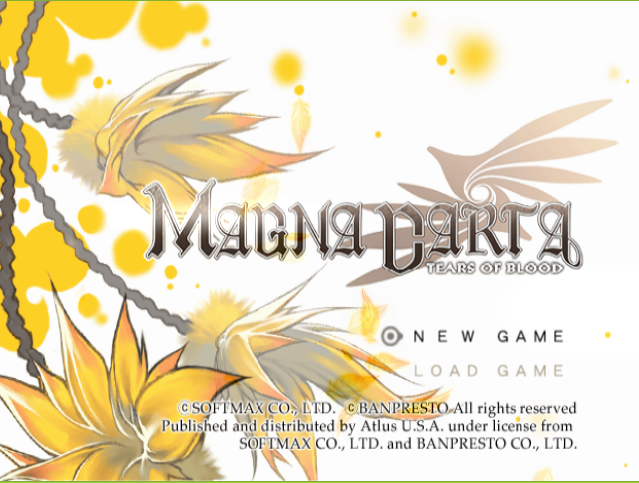 MAGNA CARTA
TEARS OF BLOOD
NEW GAME
LOAD GAME
©SOFTMAX CO., LTD. ©BANPRESTO All rights reserved
Published and distributed by Atlus U.S.A. under license from
SOFTMAX CO., LTD. and BANPRESTO CO., LTD.